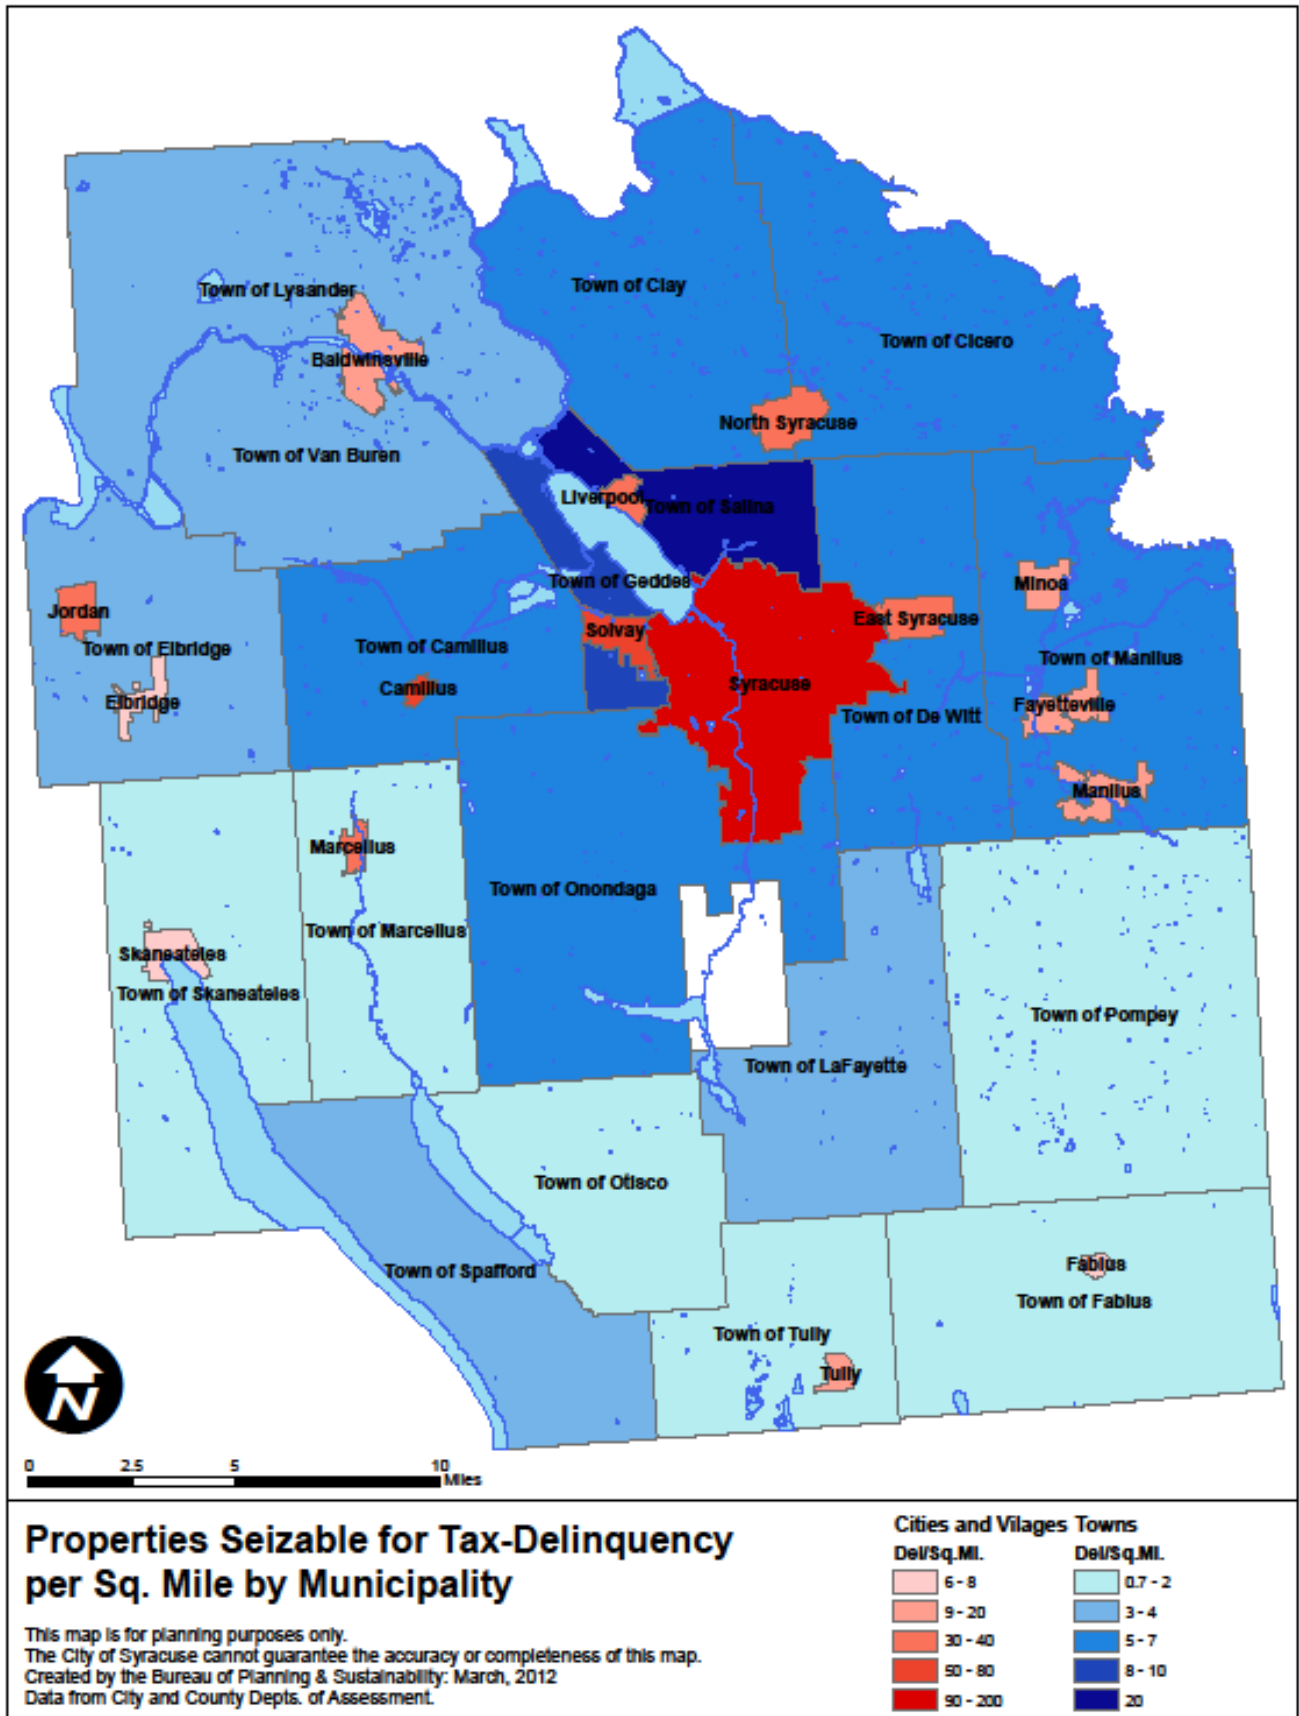 Town of Clay
Town of Lysander
Town of Cicero
Baldwinsville
North Syracuse
Town of Van Buren
Liverpool
Town of Salina
Town of Geddes
Minoa
Jordan
East Syracuse
Solvay
Town of Camillus
Town of Elbridge
Town of Manlius
Syracuse
Camillus
Elbridge
Fayetteville
Town of De Witt
Manlius
Marcellus
Town of Onondaga
Town of Marcellus
Skaneateles
Town of Skaneateles
Town of Pompey
Town of LaFayette
Town of Otisco
Fabius
Town of Spafford
Town of Fabius
Town of Tully
Tully
N
0 2.5 5 10
Miles
Properties Seizable for Tax-Delinquency
per Sq. Mile by Municipality
This map is for planning purposes only.
The City of Syracuse cannot guarantee the accuracy or completeness of this map.
Created by the Bureau of Planning & Sustainability: March, 2012
Data from City and County Depts. of Assessment.
Cities and Vilages Towns
Del/Sq.Mi. Del/Sq.Mi.
6 - 8 0.7 - 2
9 - 20 3 - 4
30 - 40 5 - 7
50 - 80 8 - 10
90 - 200 20